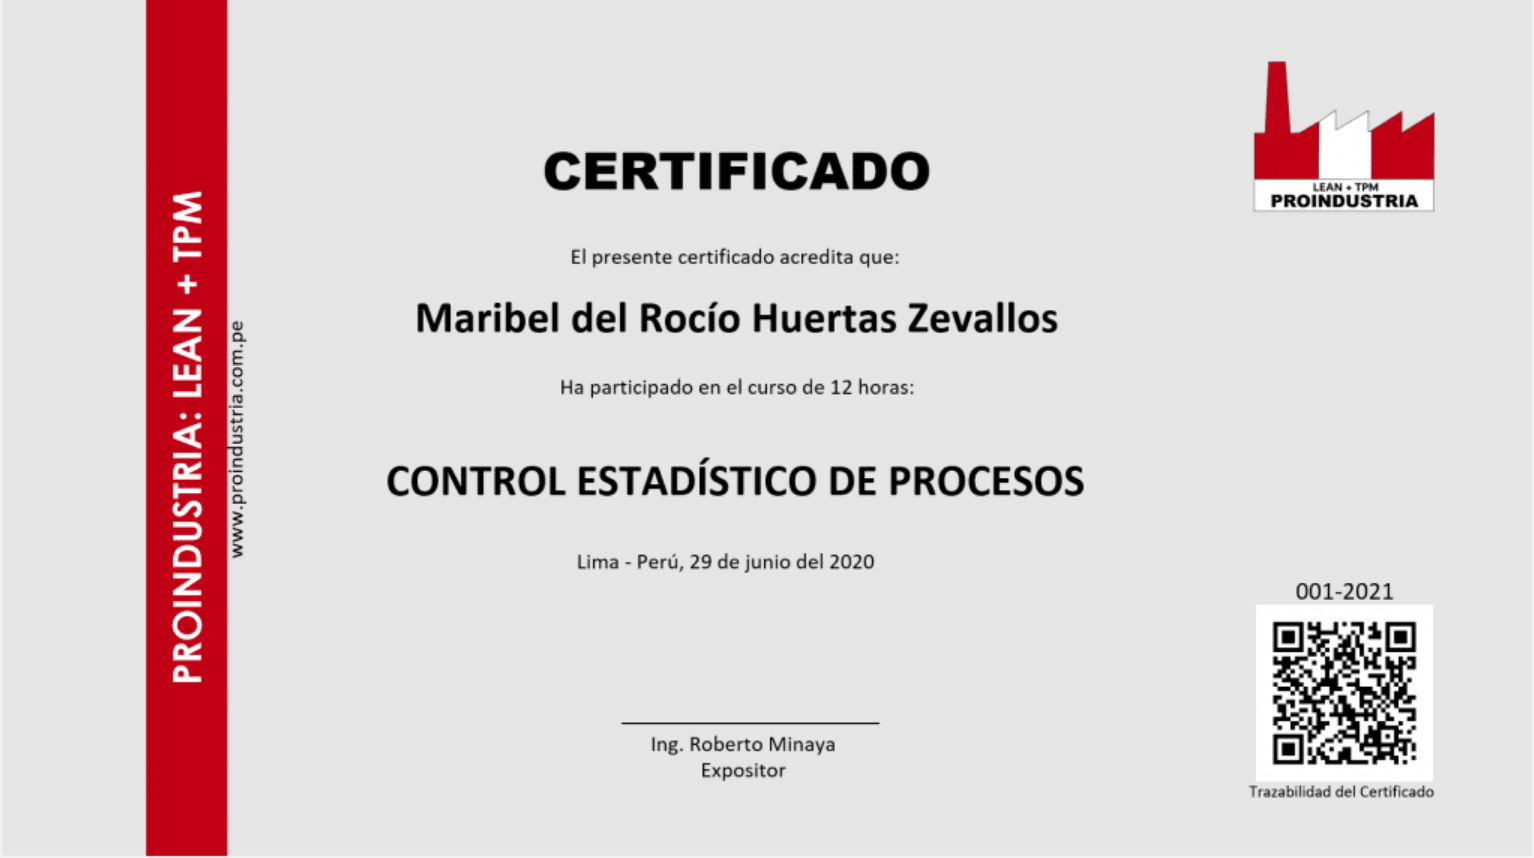 PROINDUSTRIA: LEAN + TPM
www.proindustria.com.pe
LEAN + TPM
PROINDUSTRIA
CERTIFICADO
El presente certificado acredita que:
Maribel del Rocío Huertas Zevallos
Ha participado en el curso de 12 horas:
CONTROL ESTADÍSTICO DE PROCESOS
Lima - Perú, 29 de junio del 2020
Ing. Roberto Minaya
Expositor
001-2021
Trazabilidad del Certificado